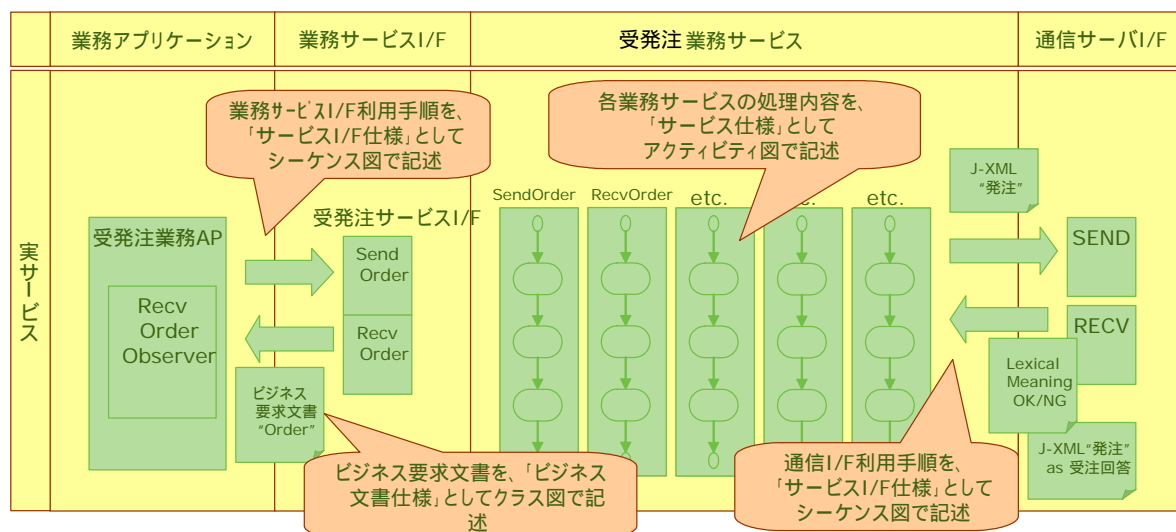 業務アプリケーション
業務サービスI/F
受発注 業務サービス
通信サーバI/F
実サービス
業務サービスI/F利用手順を、
「サービスI/F仕様」として
シーケンス図で記述
各業務サービスの処理内容を、
「サービス仕様」として
アクティビティ図で記述
J-XML
“発注”
SendOrder
RecvOrder
etc.
etc.
受発注サービスI/F
受発注業務AP
Send
Order
Recv
Order
Recv
Order
Observer
SEND
RECV
Lexical
Meaning
OK/NG
ビジネス
要求文書
“Order”
J-XML“発注”
as 受注回答
ビジネス要求文書を、「ビジネス
文書仕様」としてクラス図で記
述
通信I/F利用手順を、
「サービスI/F仕様」として
シーケンス図で記述